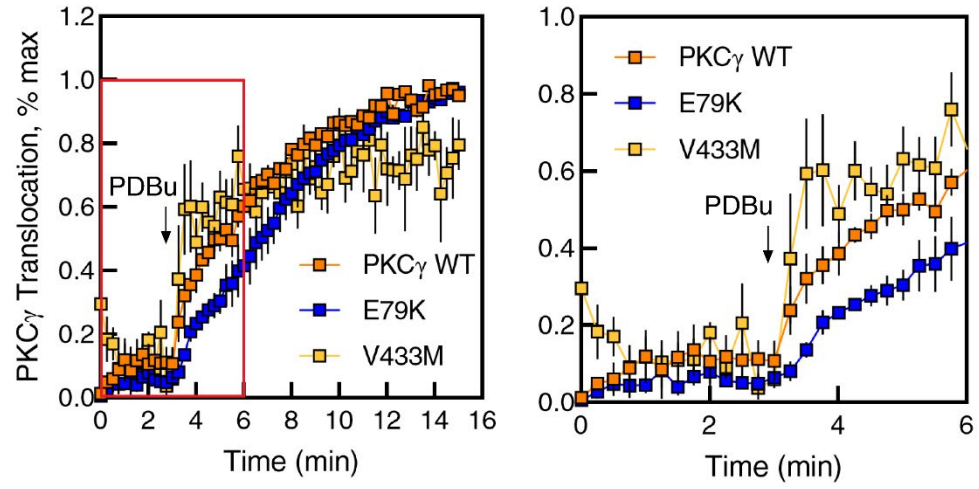 PKCγ Translocation, % max
1.2
1.0
0.8
0.6
0.4
0.2
0.0
PDBu
PKCγ WT
E79K
V433M
0 2 4 6 8 10 12 14 16
Time (min)
1.0
0.8
0.6
0.4
0.2
0.0
PKCγ WT
E79K
V433M
PDBu
0 2 4 6
Time (min)